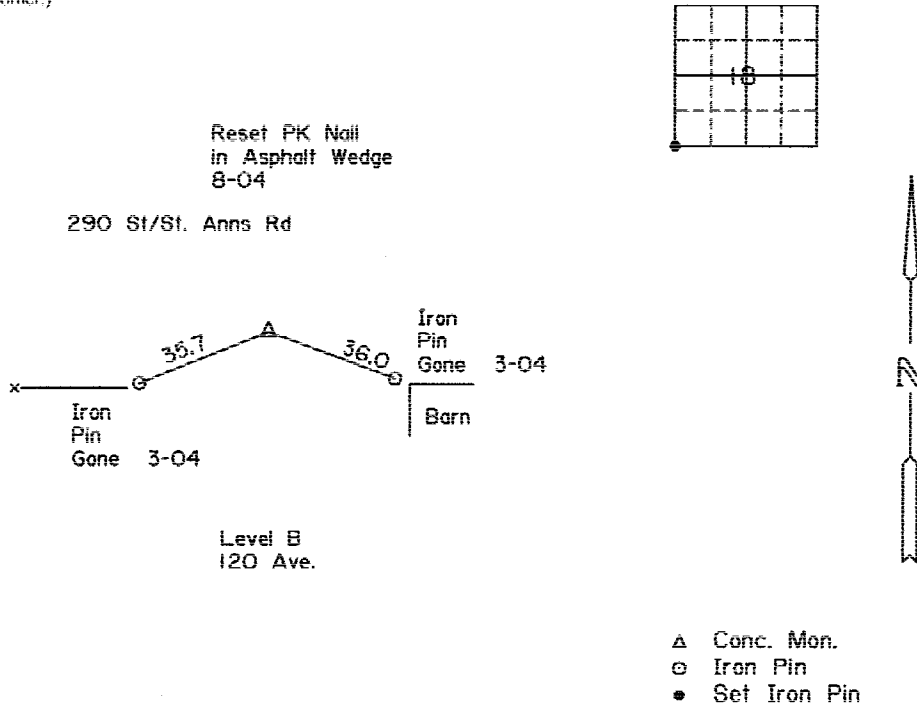 18
Reset PK Nail
in Asphalt Wedge
8-04
290 St/St. Anns Rd
35.7
36.0
Iron
Pin
Gone 3-04
Barn
Iron
Pin
Gone 3-04
N
Level B
120 Ave.
Conc. Mon.
Iron Pin
Set Iron Pin